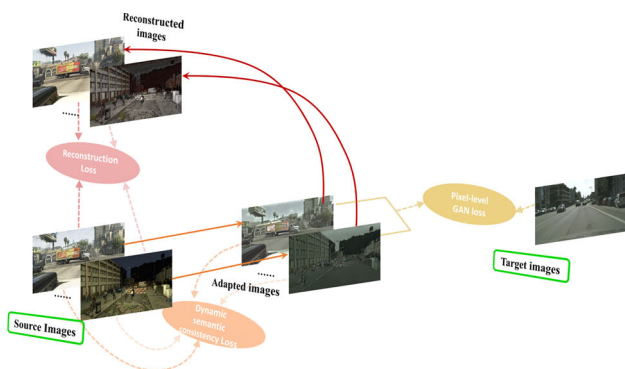 Reconstructed
images
......
Reconstruction
Loss
Pixel-level
GAN loss
Target images
......
......
Adapted images
Source Images
Dynamic
semantic
consistency Loss